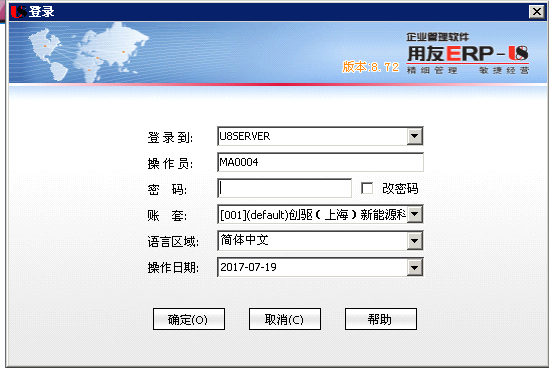 登录
企业管理软件
用友ERP-U8
版本:8.72
精细管理 敏捷经营
登录到: U8SERVER
操作员: MA0004
密 码: 改密码
账 套: [001](default)创驱(上海)新能源科
语言区域: 简体中文
操作日期: 2017-07-19
确定(O) 取消(C) 帮助